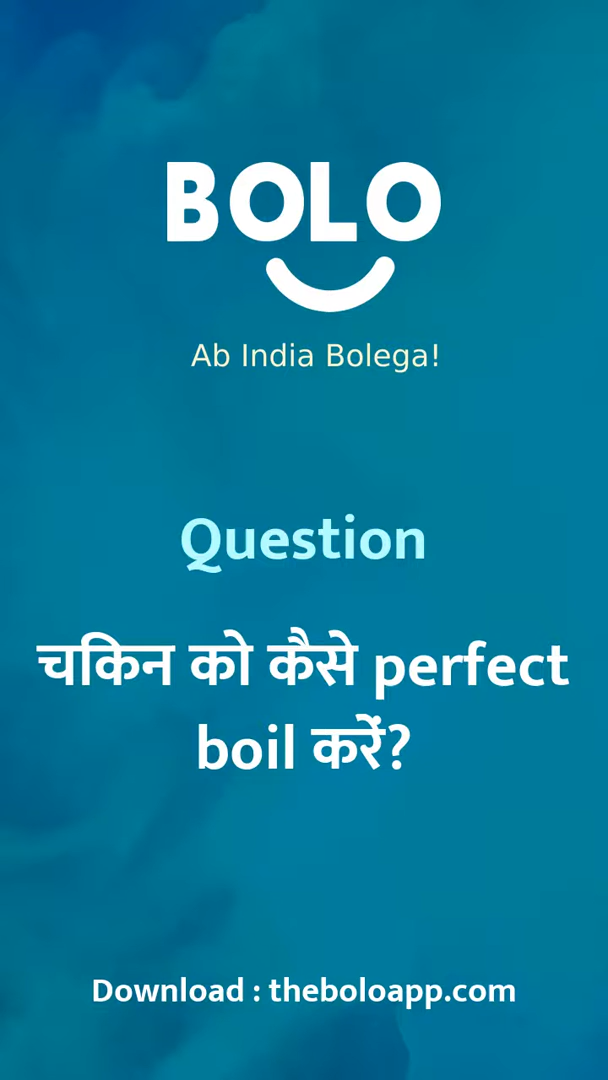 BOLO
Ab India Bolega!
Question
चकिन को कैसे perfect
boil करें?
Download : theboloapp.com